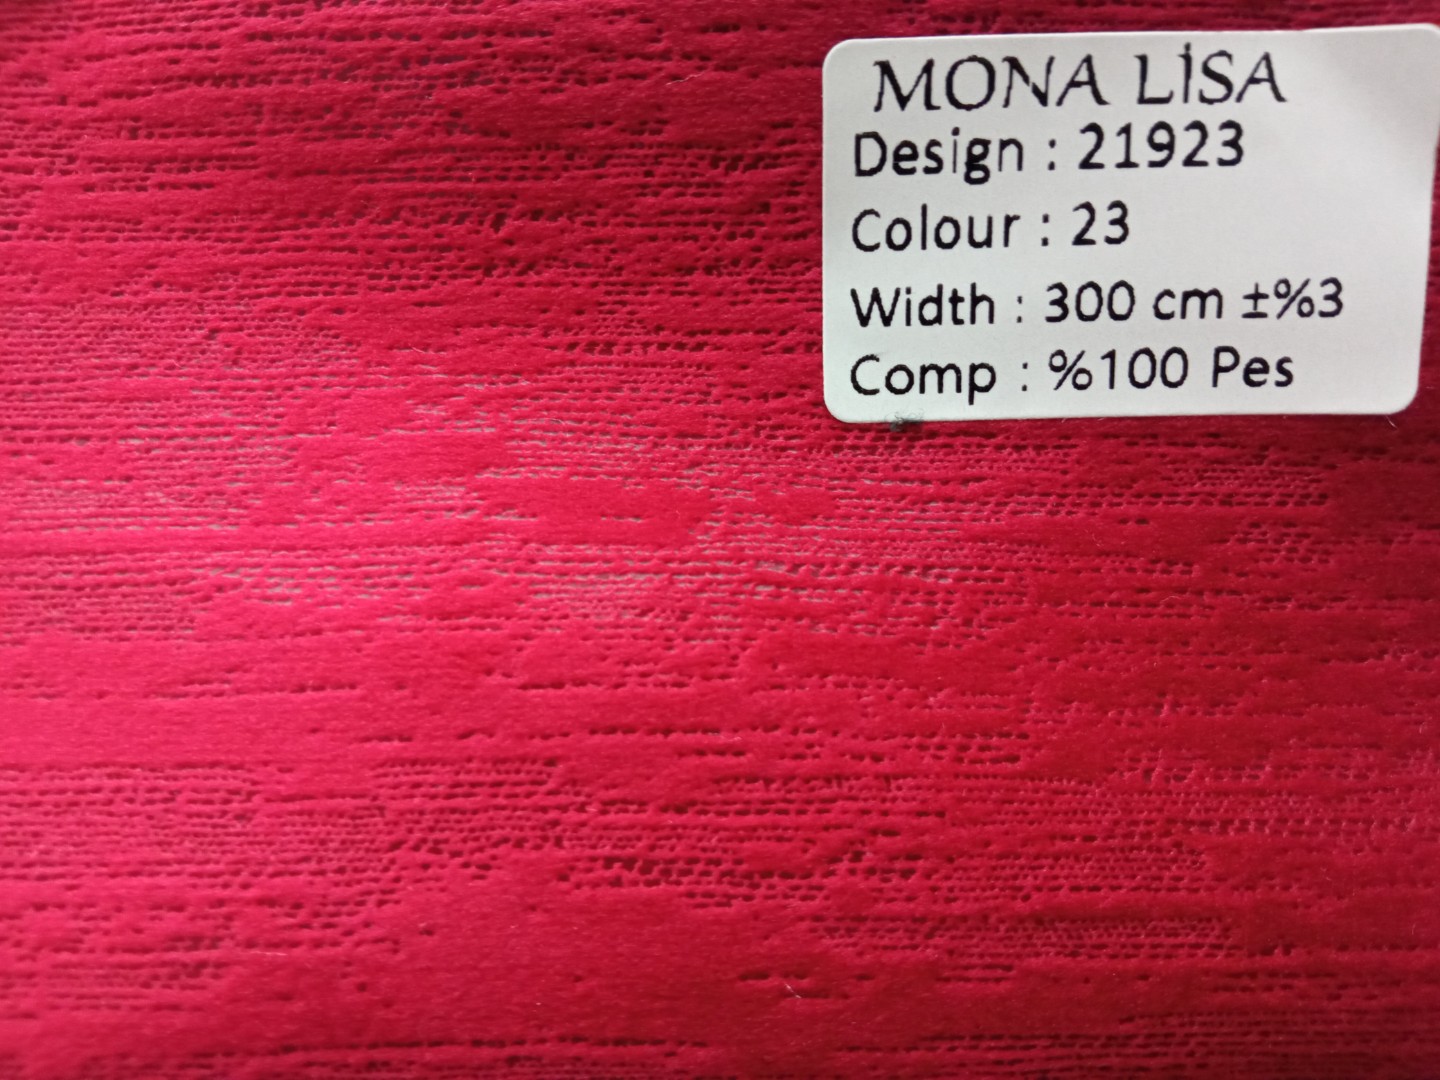 MONA LİSA
Design : 21923
Colour : 23
Width : 300 cm ±%3
Comp : %100 Pes